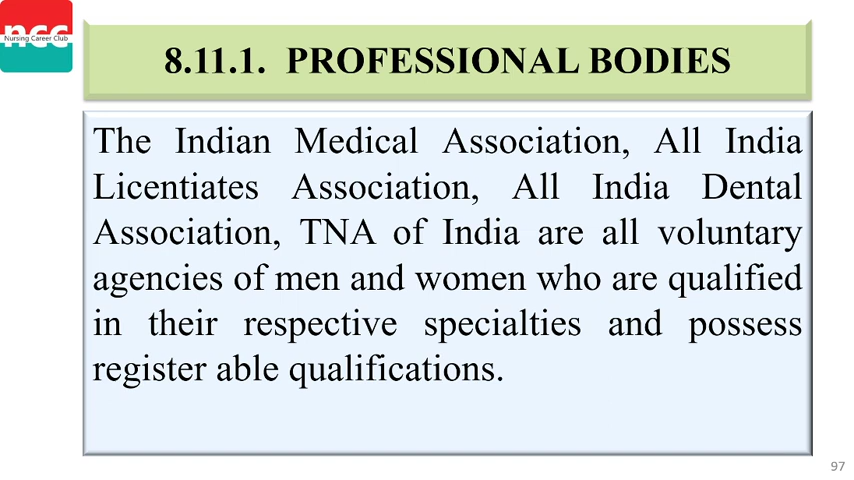 ncc
Nursing Career Club
8.11.1. PROFESSIONAL BODIES
The Indian Medical Association, All India
Licentiates Association, All India Dental
Association, TNA of India are all voluntary
agencies of men and women who are qualified
in their respective specialties and possess
register able qualifications.
97